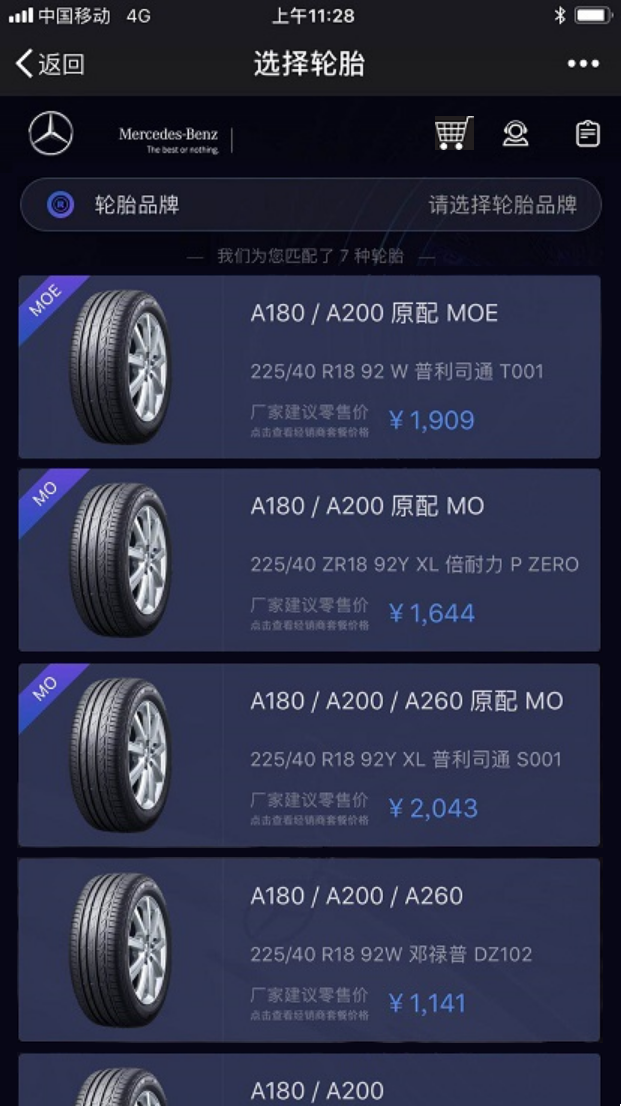 中国移动 4G 上午11:28
返回 选择轮胎
Mercedes-Benz
The best or nothing.
轮胎品牌 请选择轮胎品牌
我们为您匹配了 7 种轮胎
MOE
A180 / A200 原配 MOE
225/40 R18 92 W 普利司通 T001
厂家建议零售价 ¥ 1,909
点击查看经销商套餐价格
MO
A180 / A200 原配 MO
225/40 ZR18 92Y XL 倍耐力 P ZERO
厂家建议零售价 ¥ 1,644
点击查看经销商套餐价格
MO
A180 / A200 / A260 原配 MO
225/40 R18 92Y XL 普利司通 S001
厂家建议零售价 ¥ 2,043
点击查看经销商套餐价格
A180 / A200 / A260
225/40 R18 92W 邓禄普 DZ102
厂家建议零售价 ¥ 1,141
点击查看经销商套餐价格
A180 / A200